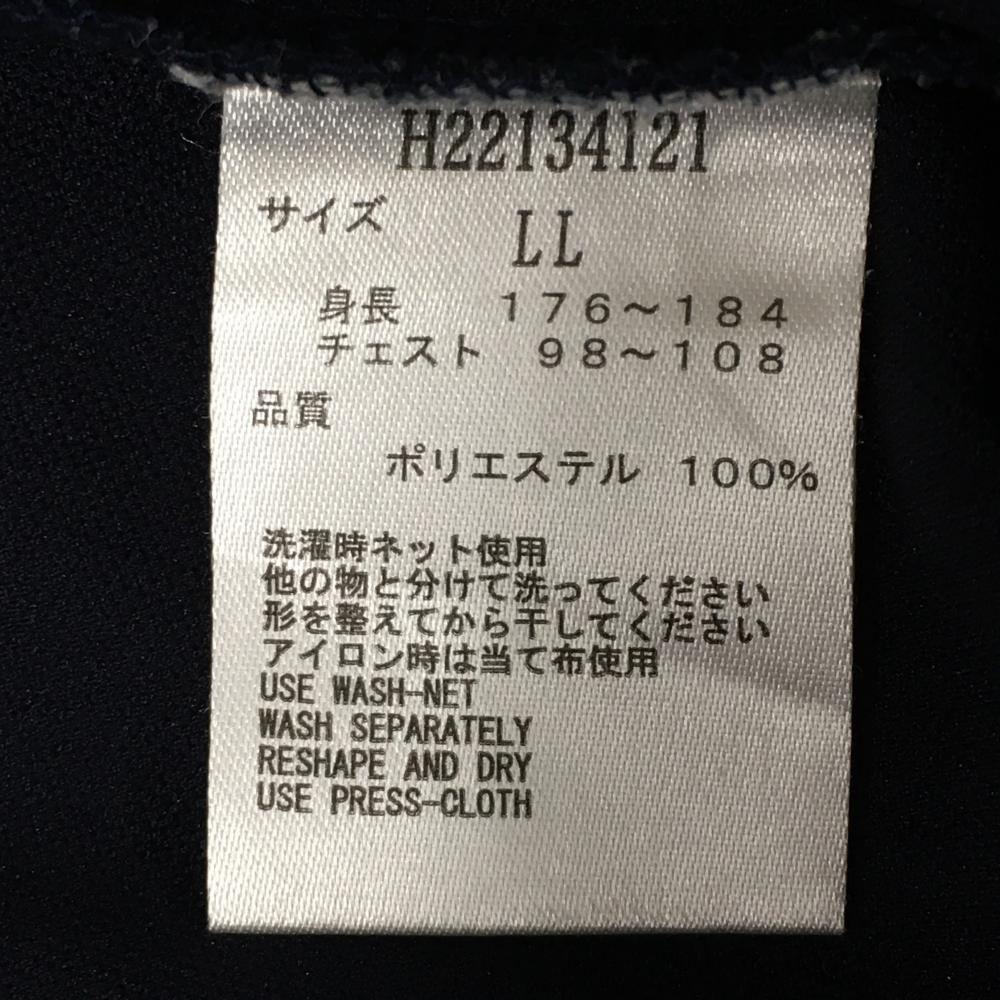 H22134121
サイズ LL
身長 176〜184
チェスト 98〜108
品質
ポリエステル 100%
洗濯時ネット使用
他の物と分けて洗ってください
形を整えてから干してください
アイロン時は当て布使用
USE WASH-NET
WASH SEPARATELY
RESHAPE AND DRY
USE PRESS-CLOTH